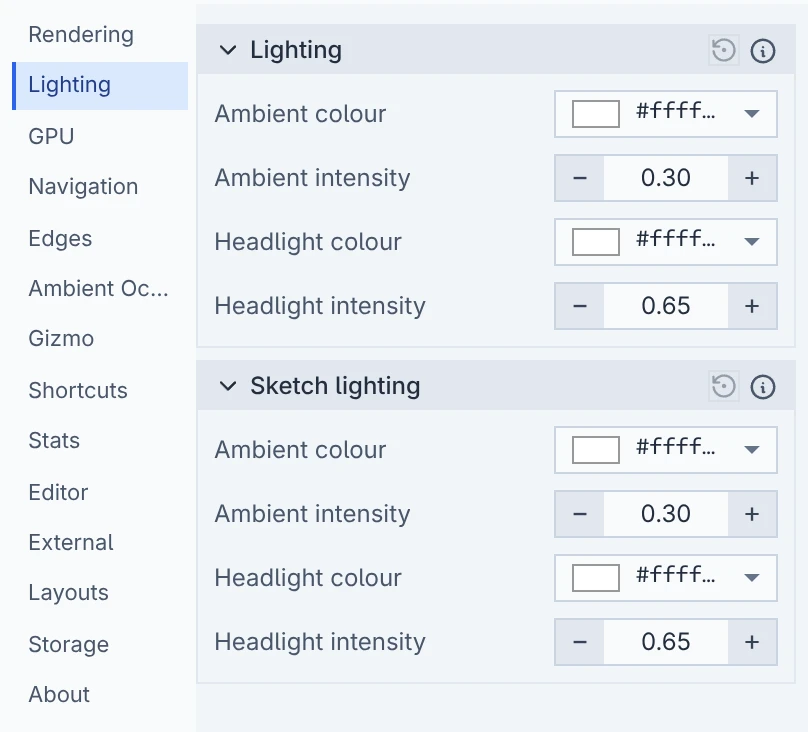 Rendering
Lighting
GPU
Navigation
Edges
Ambient Oc...
Gizmo
Shortcuts
Stats
Editor
External
Layouts
Storage
About
Lighting
Ambient colour #ffff...
Ambient intensity − 0.30 +
Headlight colour #ffff...
Headlight intensity − 0.65 +
Sketch lighting
Ambient colour #ffff...
Ambient intensity − 0.30 +
Headlight colour #ffff...
Headlight intensity − 0.65 +